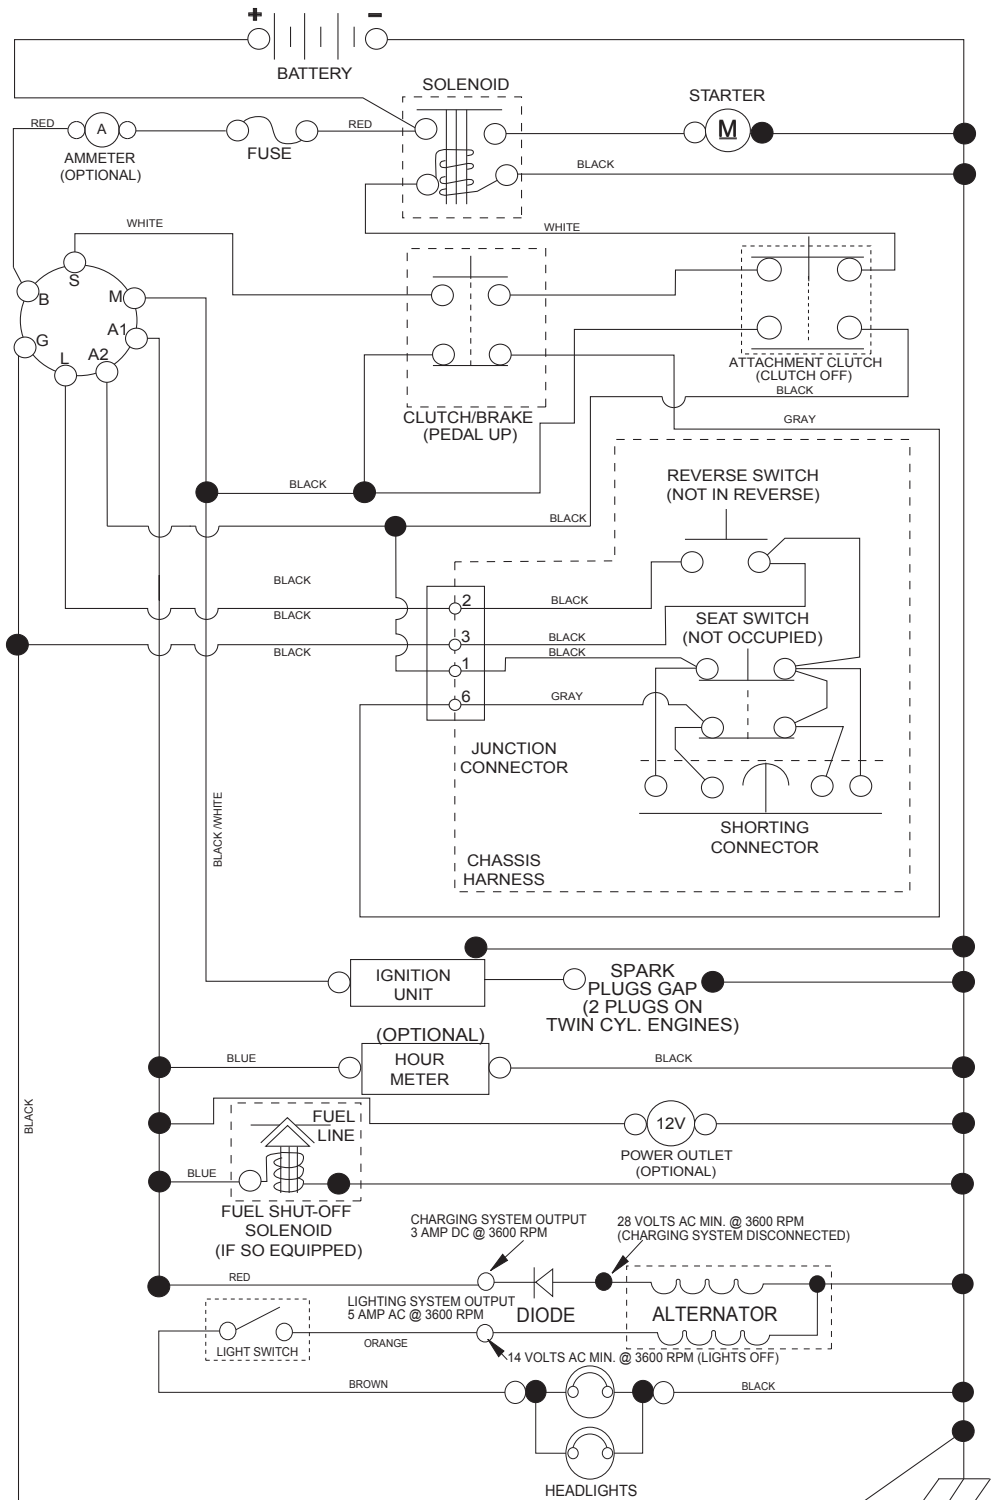 + −
BATTERY
SOLENOID
STARTER
RED
A
RED
M
FUSE
AMMETER
(OPTIONAL)
BLACK
WHITE
WHITE
S
B
M
G
A1
L
A2
ATTACHMENT CLUTCH
(CLUTCH OFF)
BLACK
CLUTCH/BRAKE
(PEDAL UP)
GRAY
BLACK
REVERSE SWITCH
(NOT IN REVERSE)
BLACK
BLACK
2
BLACK
BLACK
SEAT SWITCH
(NOT OCCUPIED)
3
BLACK
BLACK
BLACK
1
6
GRAY
JUNCTION
CONNECTOR
BLACK /WHITE
SHORTING
CONNECTOR
CHASSIS
HARNESS
IGNITION
UNIT
SPARK
PLUGS GAP
(2 PLUGS ON
TWIN CYL. ENGINES)
(OPTIONAL)
HOUR
METER
BLUE
BLACK
BLACK
FUEL
LINE
12V
POWER OUTLET
(OPTIONAL)
BLUE
FUEL SHUT-OFF
SOLENOID
(IF SO EQUIPPED)
CHARGING SYSTEM OUTPUT
3 AMP DC @ 3600 RPM
28 VOLTS AC MIN. @ 3600 RPM
(CHARGING SYSTEM DISCONNECTED)
RED
LIGHTING SYSTEM OUTPUT
5 AMP AC @ 3600 RPM
DIODE
ALTERNATOR
LIGHT SWITCH
ORANGE
14 VOLTS AC MIN. @ 3600 RPM (LIGHTS OFF)
BROWN
BLACK
HEADLIGHTS